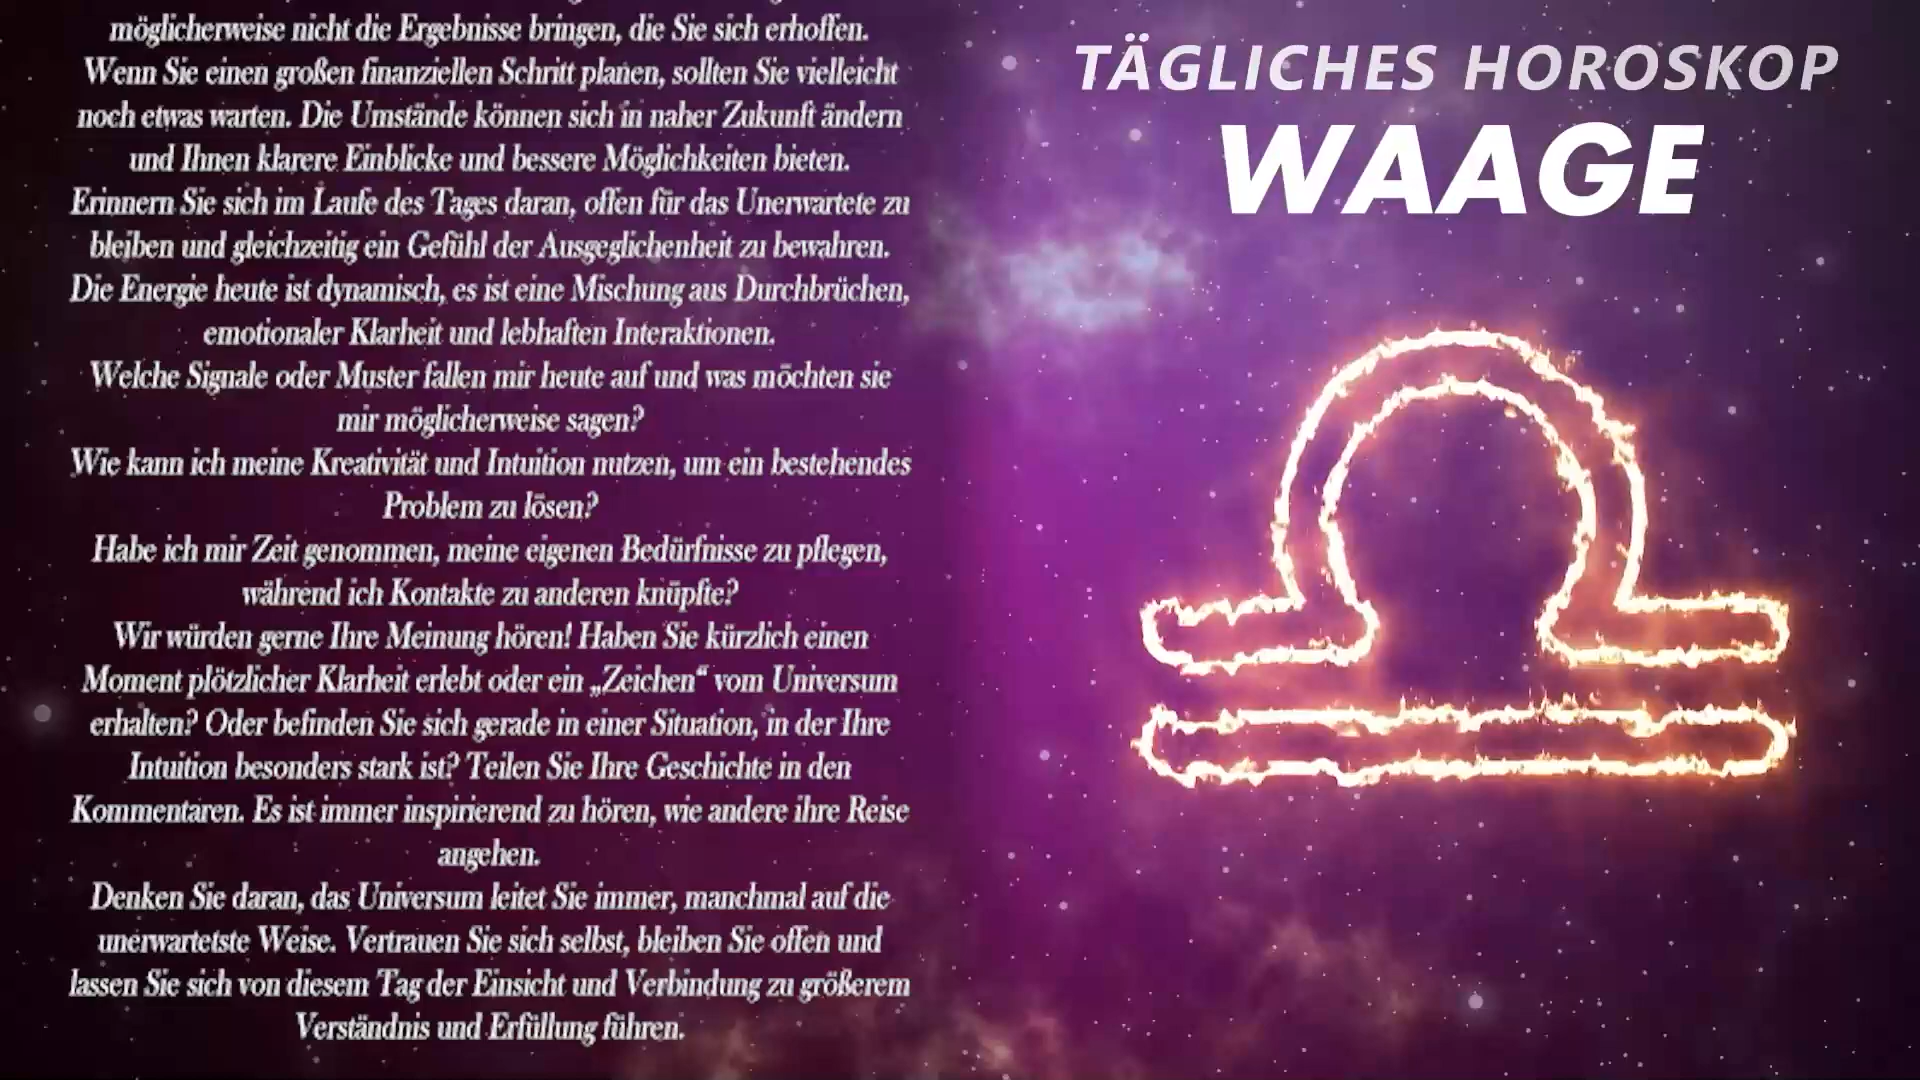 möglicherweise nicht die Ergebnisse bringen, die Sie sich erhoffen.
Wenn Sie einen großen finanziellen Schritt planen, sollten Sie vielleicht
noch etwas warten. Die Umstände können sich in naher Zukunft ändern
und Ihnen klarere Einblicke und bessere Möglichkeiten bieten.
Erinnern Sie sich im Laufe des Tages daran, offen für das Unerwartete zu
bleiben und gleichzeitig ein Gefühl der Ausgeglichenheit zu bewahren.
Die Energie heute ist dynamisch, es ist eine Mischung aus Durchbrüchen,
emotionaler Klarheit und lebhaften Interaktionen.
Welche Signale oder Muster fallen mir heute auf und was möchten sie
mir möglicherweise sagen?
Wie kann ich meine Kreativität und Intuition nutzen, um ein bestehendes
Problem zu lösen?
Habe ich mir Zeit genommen, meine eigenen Bedürfnisse zu pflegen,
während ich Kontakte zu anderen knüpfte?
Wir würden gerne Ihre Meinung hören! Haben Sie kürzlich einen
Moment plötzlicher Klarheit erlebt oder ein „Zeichen“ vom Universum
erhalten? Oder befinden Sie sich gerade in einer Situation, in der Ihre
Intuition besonders stark ist? Teilen Sie Ihre Geschichte in den
Kommentaren. Es ist immer inspirierend zu hören, wie andere ihre Reise
angehen.
Denken Sie daran, das Universum leitet Sie immer, manchmal auf die
unerwartetste Weise. Vertrauen Sie sich selbst, bleiben Sie offen und
lassen Sie sich von diesem Tag der Einsicht und Verbindung zu größerem
Verständnis und Erfüllung führen.
TÄGLICHES HOROSKOP
WAAGE